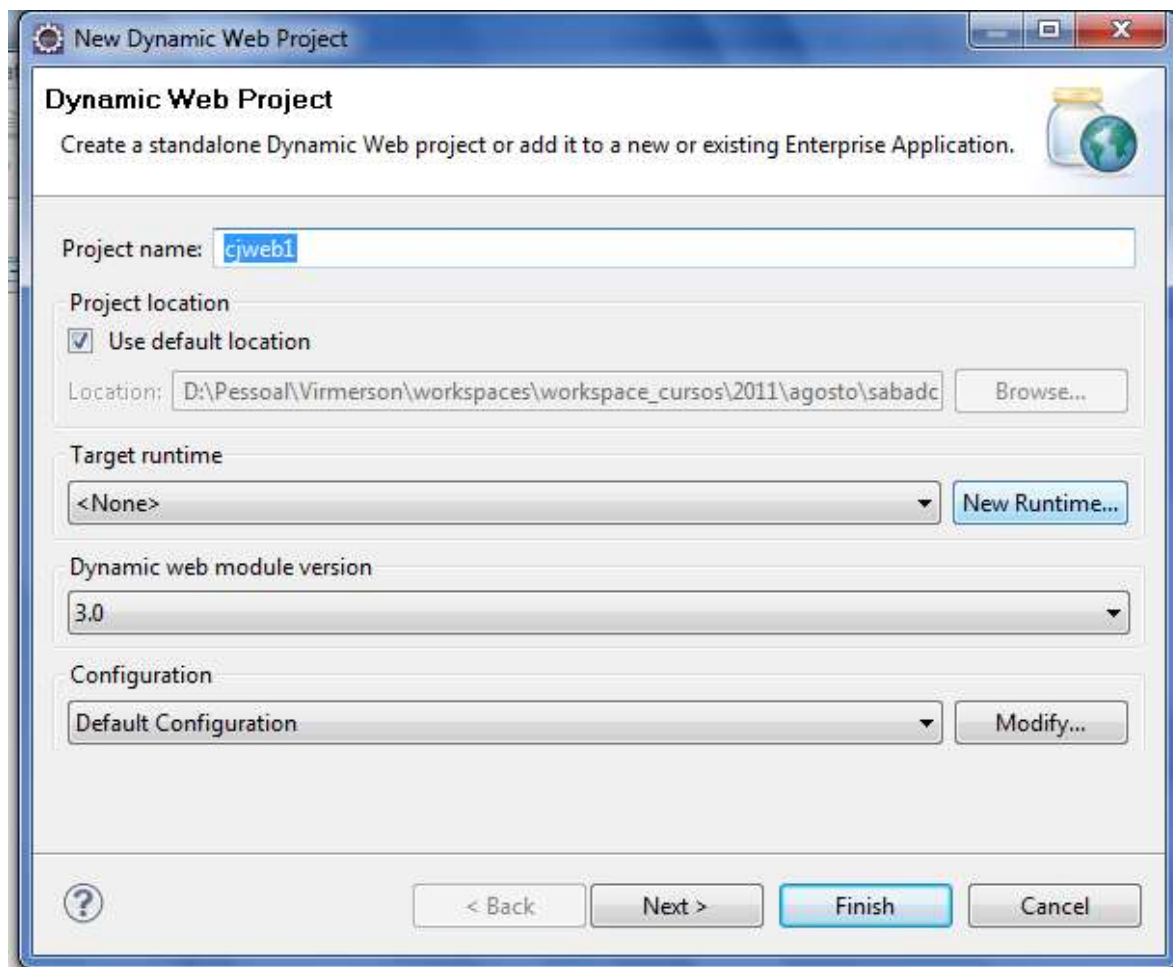 New Dynamic Web Project
Dynamic Web Project
Create a standalone Dynamic Web project or add it to a new or existing Enterprise Application.
Project name: cjweb1
Project location
Use default location
Location: D:\Pessoal\Virmerson\workspaces\workspace_cursos\2011\agosto\sabadc Browse...
Target runtime
<None> New Runtime...
Dynamic web module version
3.0
Configuration
Default Configuration Modify...
? < Back Next > Finish Cancel